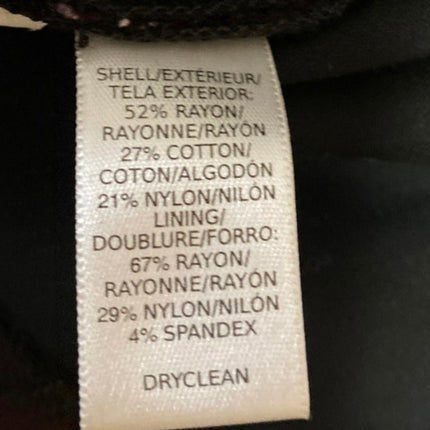 SHELL/EXTÉRIEUR/
TELA EXTERIOR:
52% RAYON/
RAYONNE/RAYÓN
27% COTTON/
COTON/ALGODÓN
21% NYLON/NILÓN
LINING/
DOUBLURE/FORRO:
67% RAYON/
RAYONNE/RAYÓN
29% NYLON/NILÓN
4% SPANDEX
DRYCLEAN